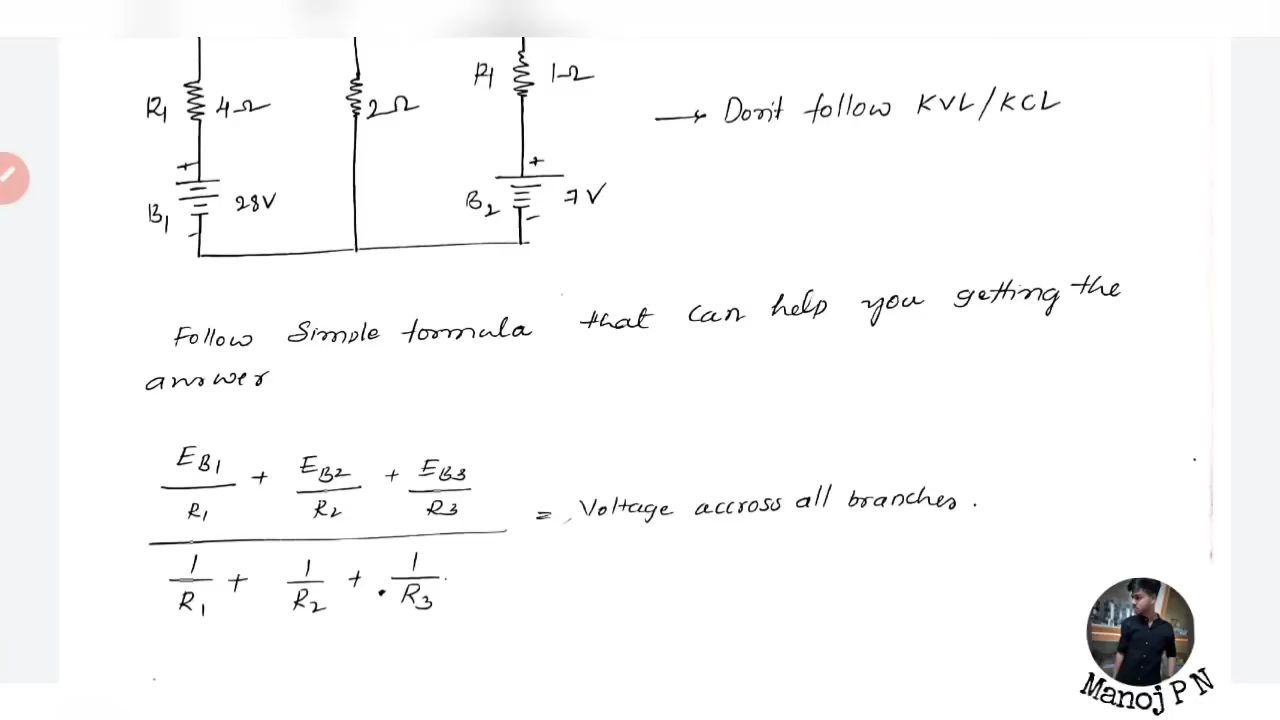 R1 4Ω 2Ω R1 1Ω
→ Don't follow KVL/KCL
+ +
B1 28V B2 7V
- -
Follow Simple formula that can help you getting the
answer
EB1/R1 + EB2/R2 + EB3/R3
= Voltage accross all branches.
1/R1 + 1/R2 + 1/R3
Manoj P N